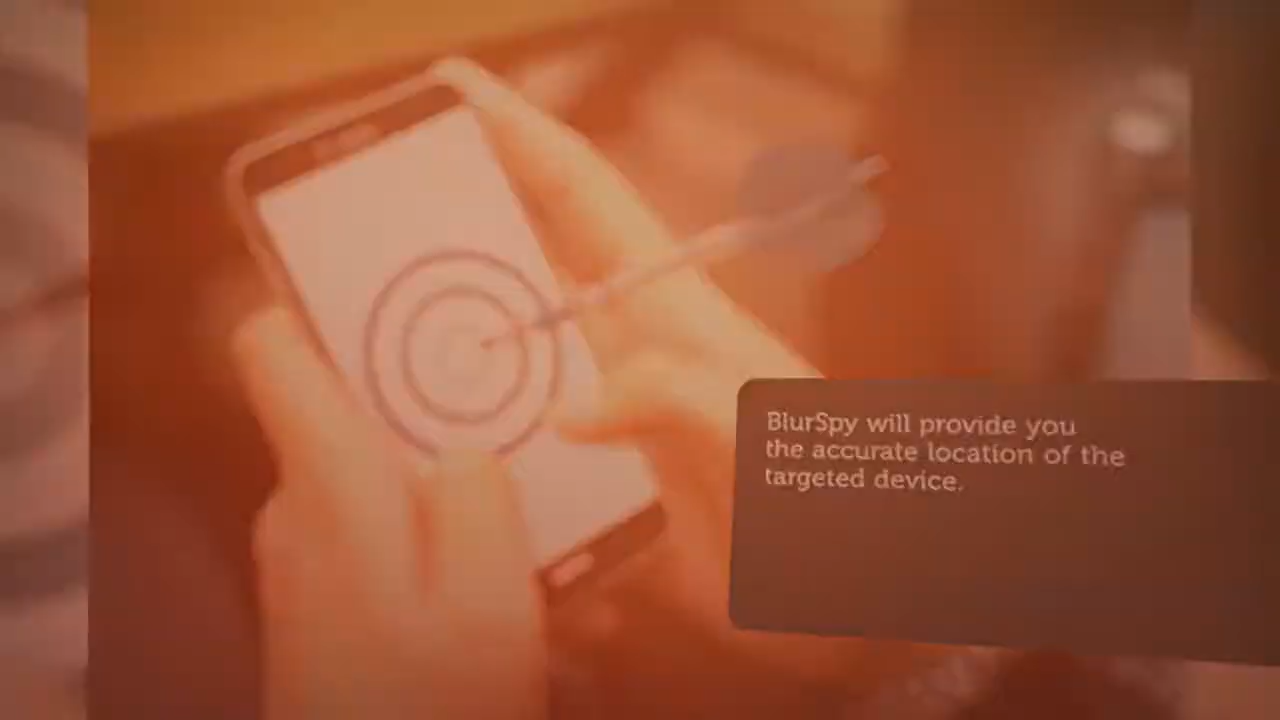 BlurSpy will provide you
the accurate location of the
targeted device.